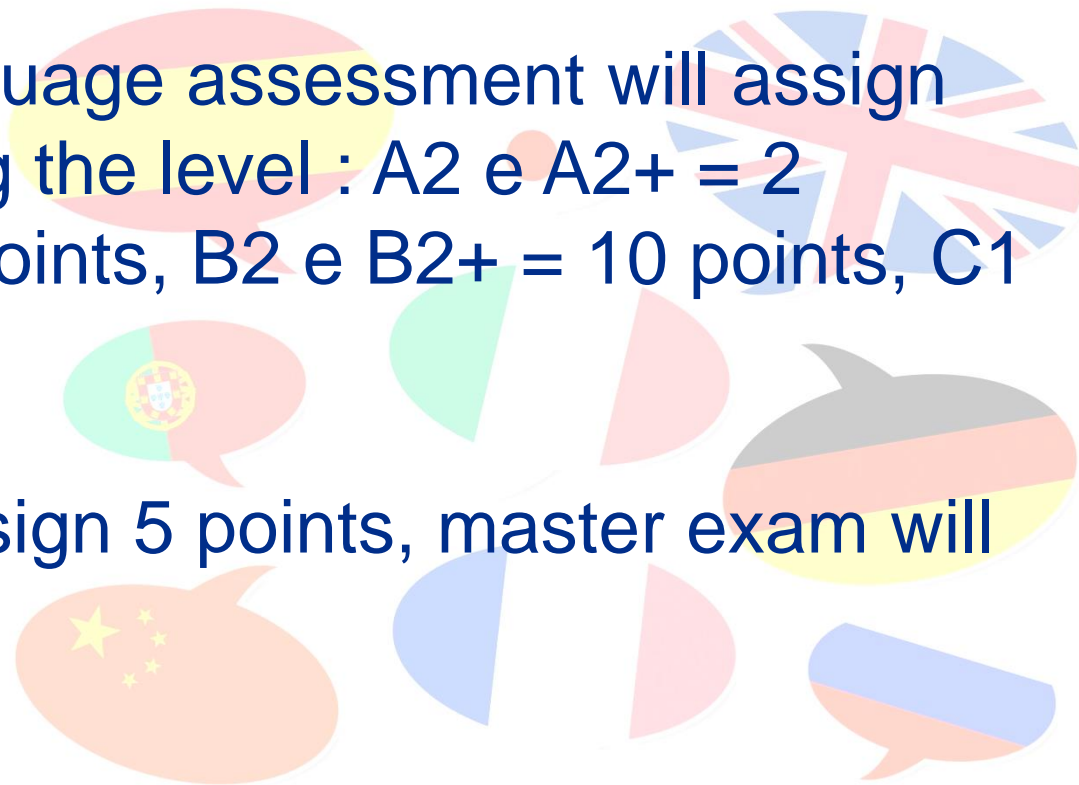 uage assessment will assign
g the level : A2 e A2+ = 2
oints, B2 e B2+ = 10 points, C1
sign 5 points, master exam will